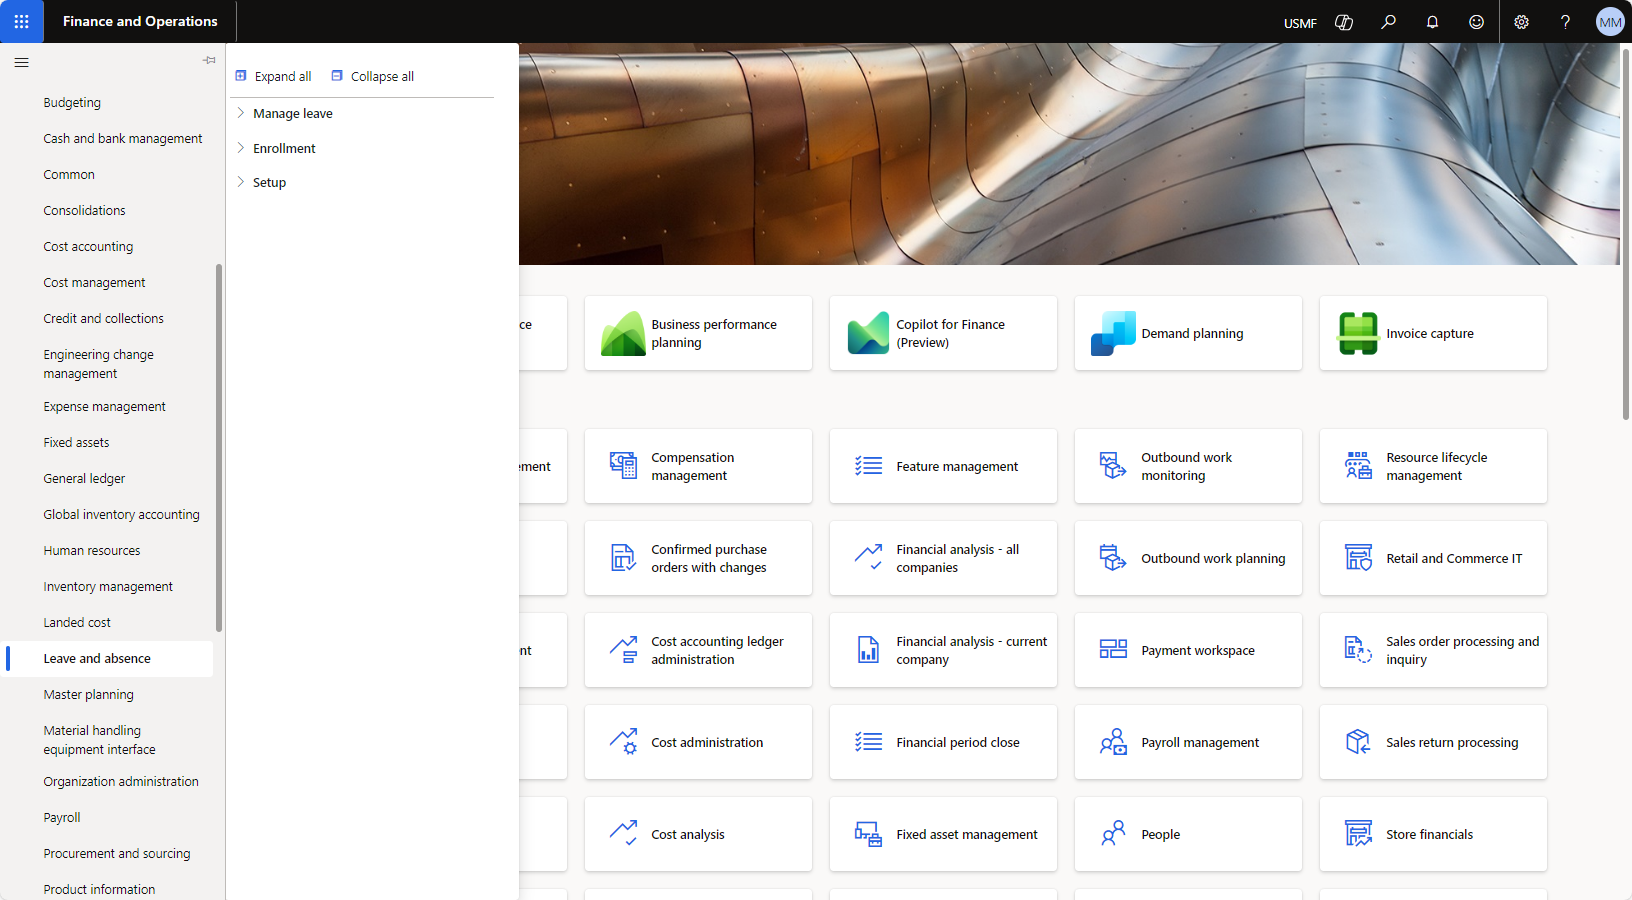 Finance and Operations
USMF
MM
Expand all
Collapse all
Manage leave
Enrollment
Setup
Budgeting
Cash and bank management
Common
Consolidations
Cost accounting
Cost management
Credit and collections
Engineering change
management
Expense management
Fixed assets
General ledger
Global inventory accounting
Human resources
Inventory management
Landed cost
Leave and absence
Master planning
Material handling
equipment interface
Organization administration
Payroll
Procurement and sourcing
Product information
ce
Business performance
planning
Copilot for Finance
(Preview)
Demand planning
Invoice capture
ement
Compensation
management
Feature management
Outbound work
monitoring
Resource lifecycle
management
Confirmed purchase
orders with changes
Financial analysis - all
companies
Outbound work planning
Retail and Commerce IT
nt
Cost accounting ledger
administration
Financial analysis - current
company
Payment workspace
Sales order processing and
inquiry
Cost administration
Financial period close
Payroll management
Sales return processing
Cost analysis
Fixed asset management
People
Store financials